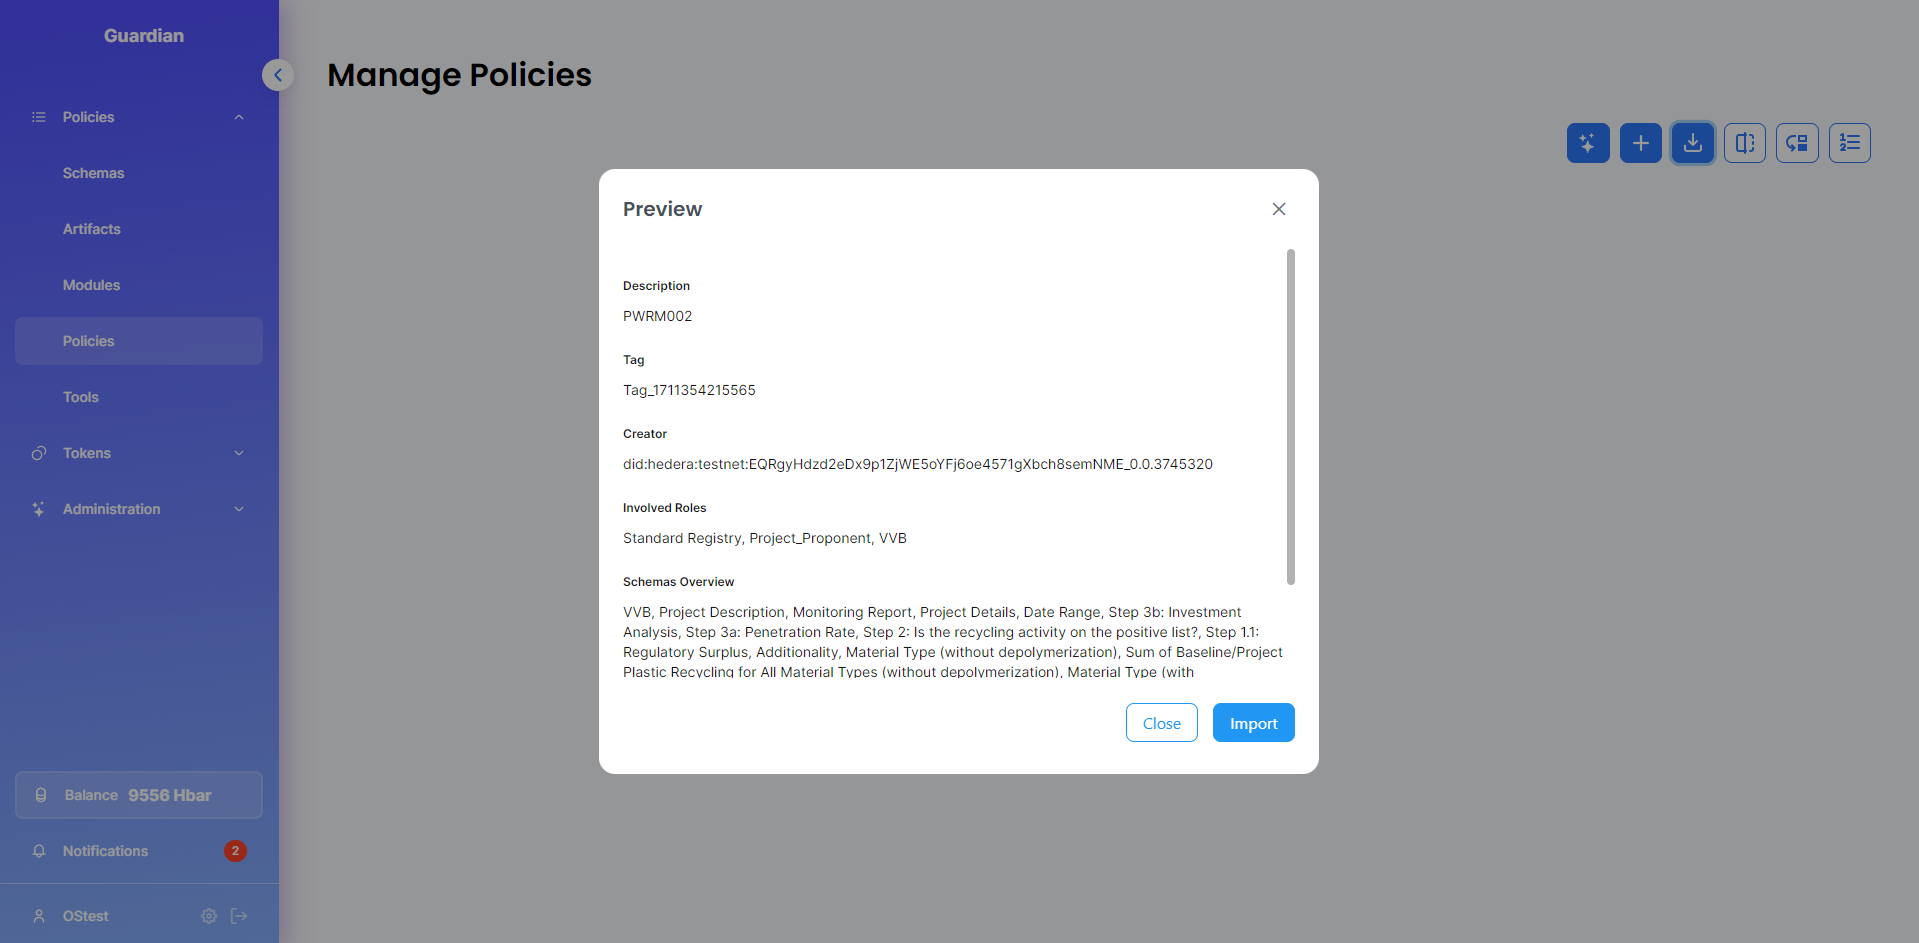 Guardian
Policies
Schemas
Artifacts
Modules
Policies
Tools
Tokens
Administration
Balance 9556 Hbar
Notifications 2
OStest
Manage Policies
Preview
Description
PWRM002
Tag
Tag_1711354215565
Creator
did:hedera:testnet:EQRgyHdzd2eDx9p1ZjWE5oYFj6oe4571gXbch8semNME_0.0.3745320
Involved Roles
Standard Registry, Project_Proponent, VVB
Schemas Overview
VVB, Project Description, Monitoring Report, Project Details, Date Range, Step 3b: Investment
Analysis, Step 3a: Penetration Rate, Step 2: Is the recycling activity on the positive list?, Step 1.1:
Regulatory Surplus, Additionality, Material Type (without depolymerization), Sum of Baseline/Project
Plastic Recycling for All Material Types (without depolymerization), Material Type (with
Close
Import